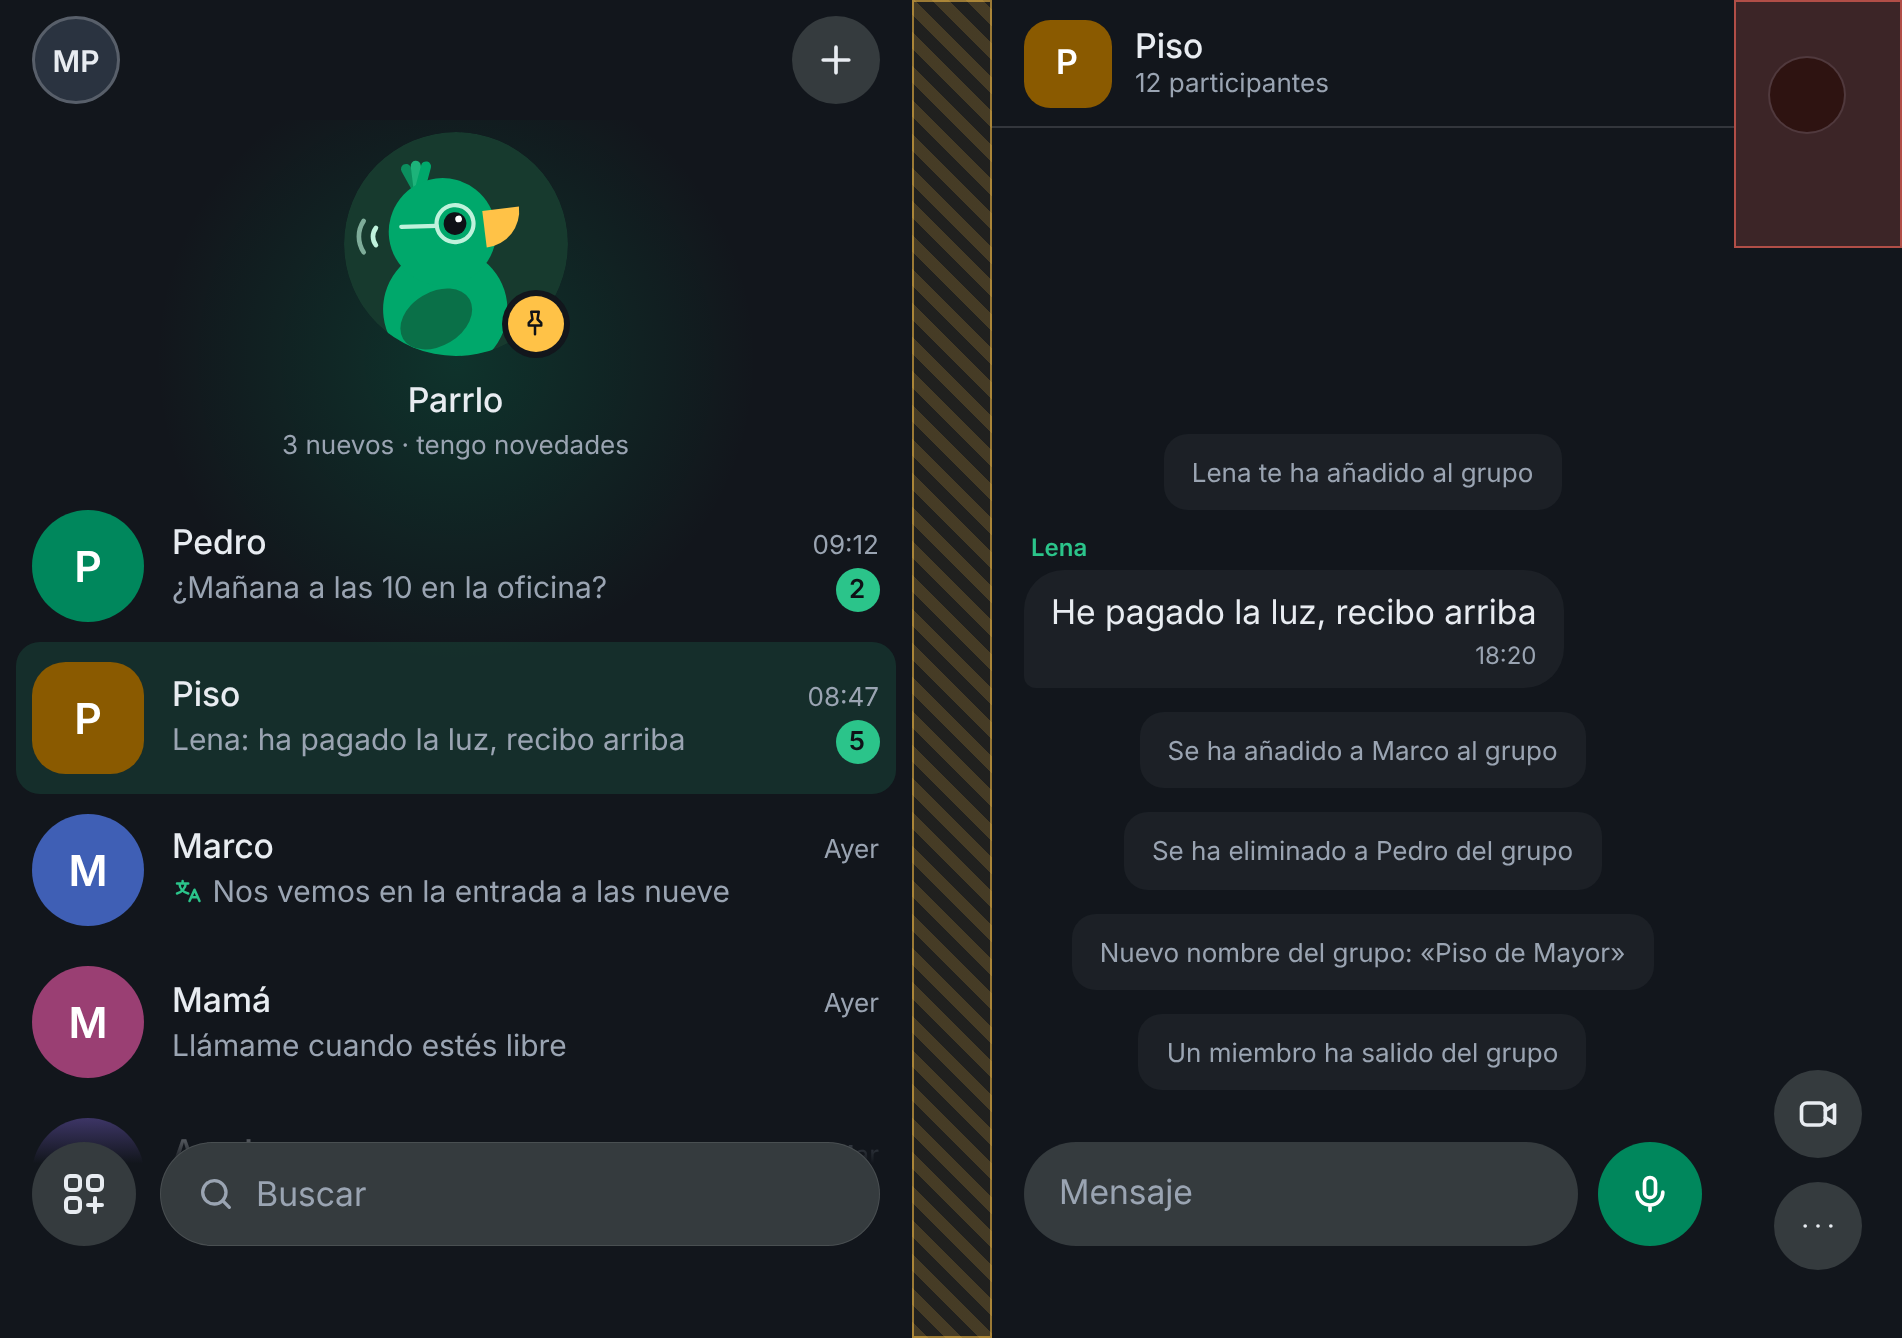 MP
Parrlo
3 nuevos · tengo novedades
P
Pedro
09:12
¿Mañana a las 10 en la oficina?
2
P
Piso
08:47
Lena: ha pagado la luz, recibo arriba
5
M
Marco
Ayer
Nos vemos en la entrada a las nueve
M
Mamá
Ayer
Llámame cuando estés libre
Buscar
P
Piso
12 participantes
Lena te ha añadido al grupo
Lena
He pagado la luz, recibo arriba
18:20
Se ha añadido a Marco al grupo
Se ha eliminado a Pedro del grupo
Nuevo nombre del grupo: «Piso de Mayor»
Un miembro ha salido del grupo
Mensaje